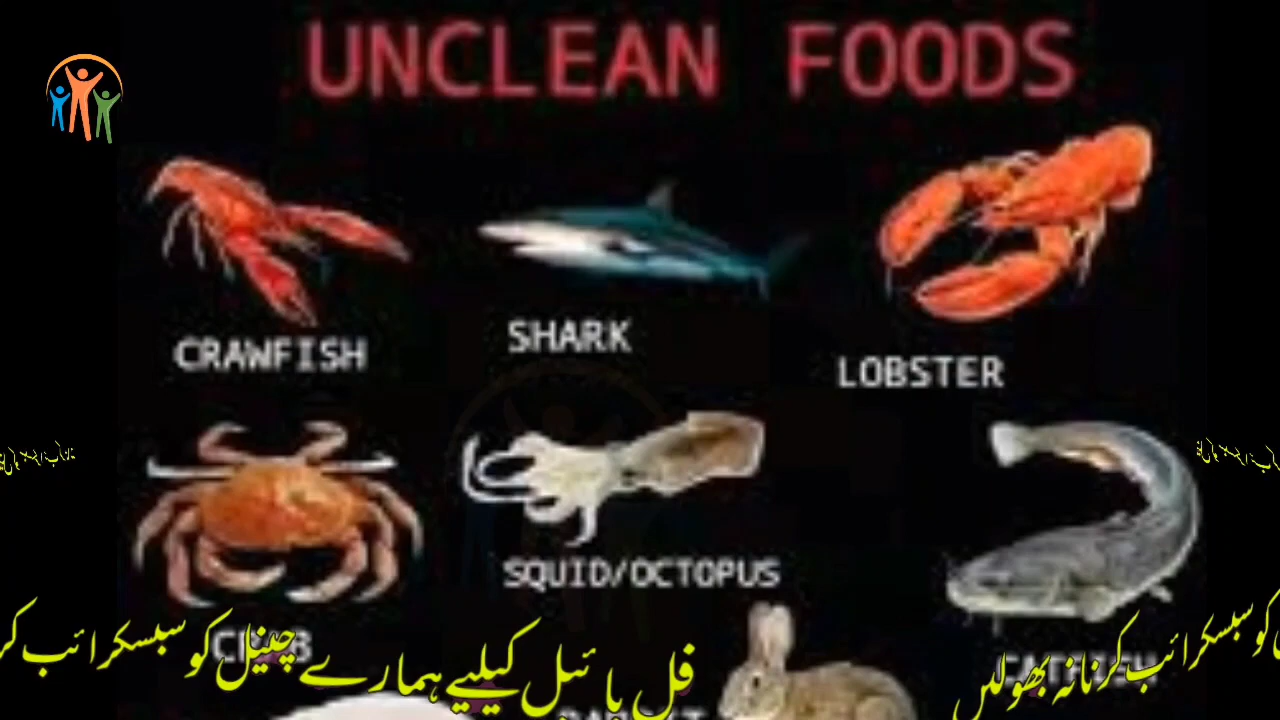 UNCLEAN FOODS
CRAWFISH
SHARK
LOBSTER
SQUID/OCTOPUS
فل بائبل کیلیے ہمارے چینل کو سبسکرائب کر
کو سبسکرائب کرنا نہ بھولیں